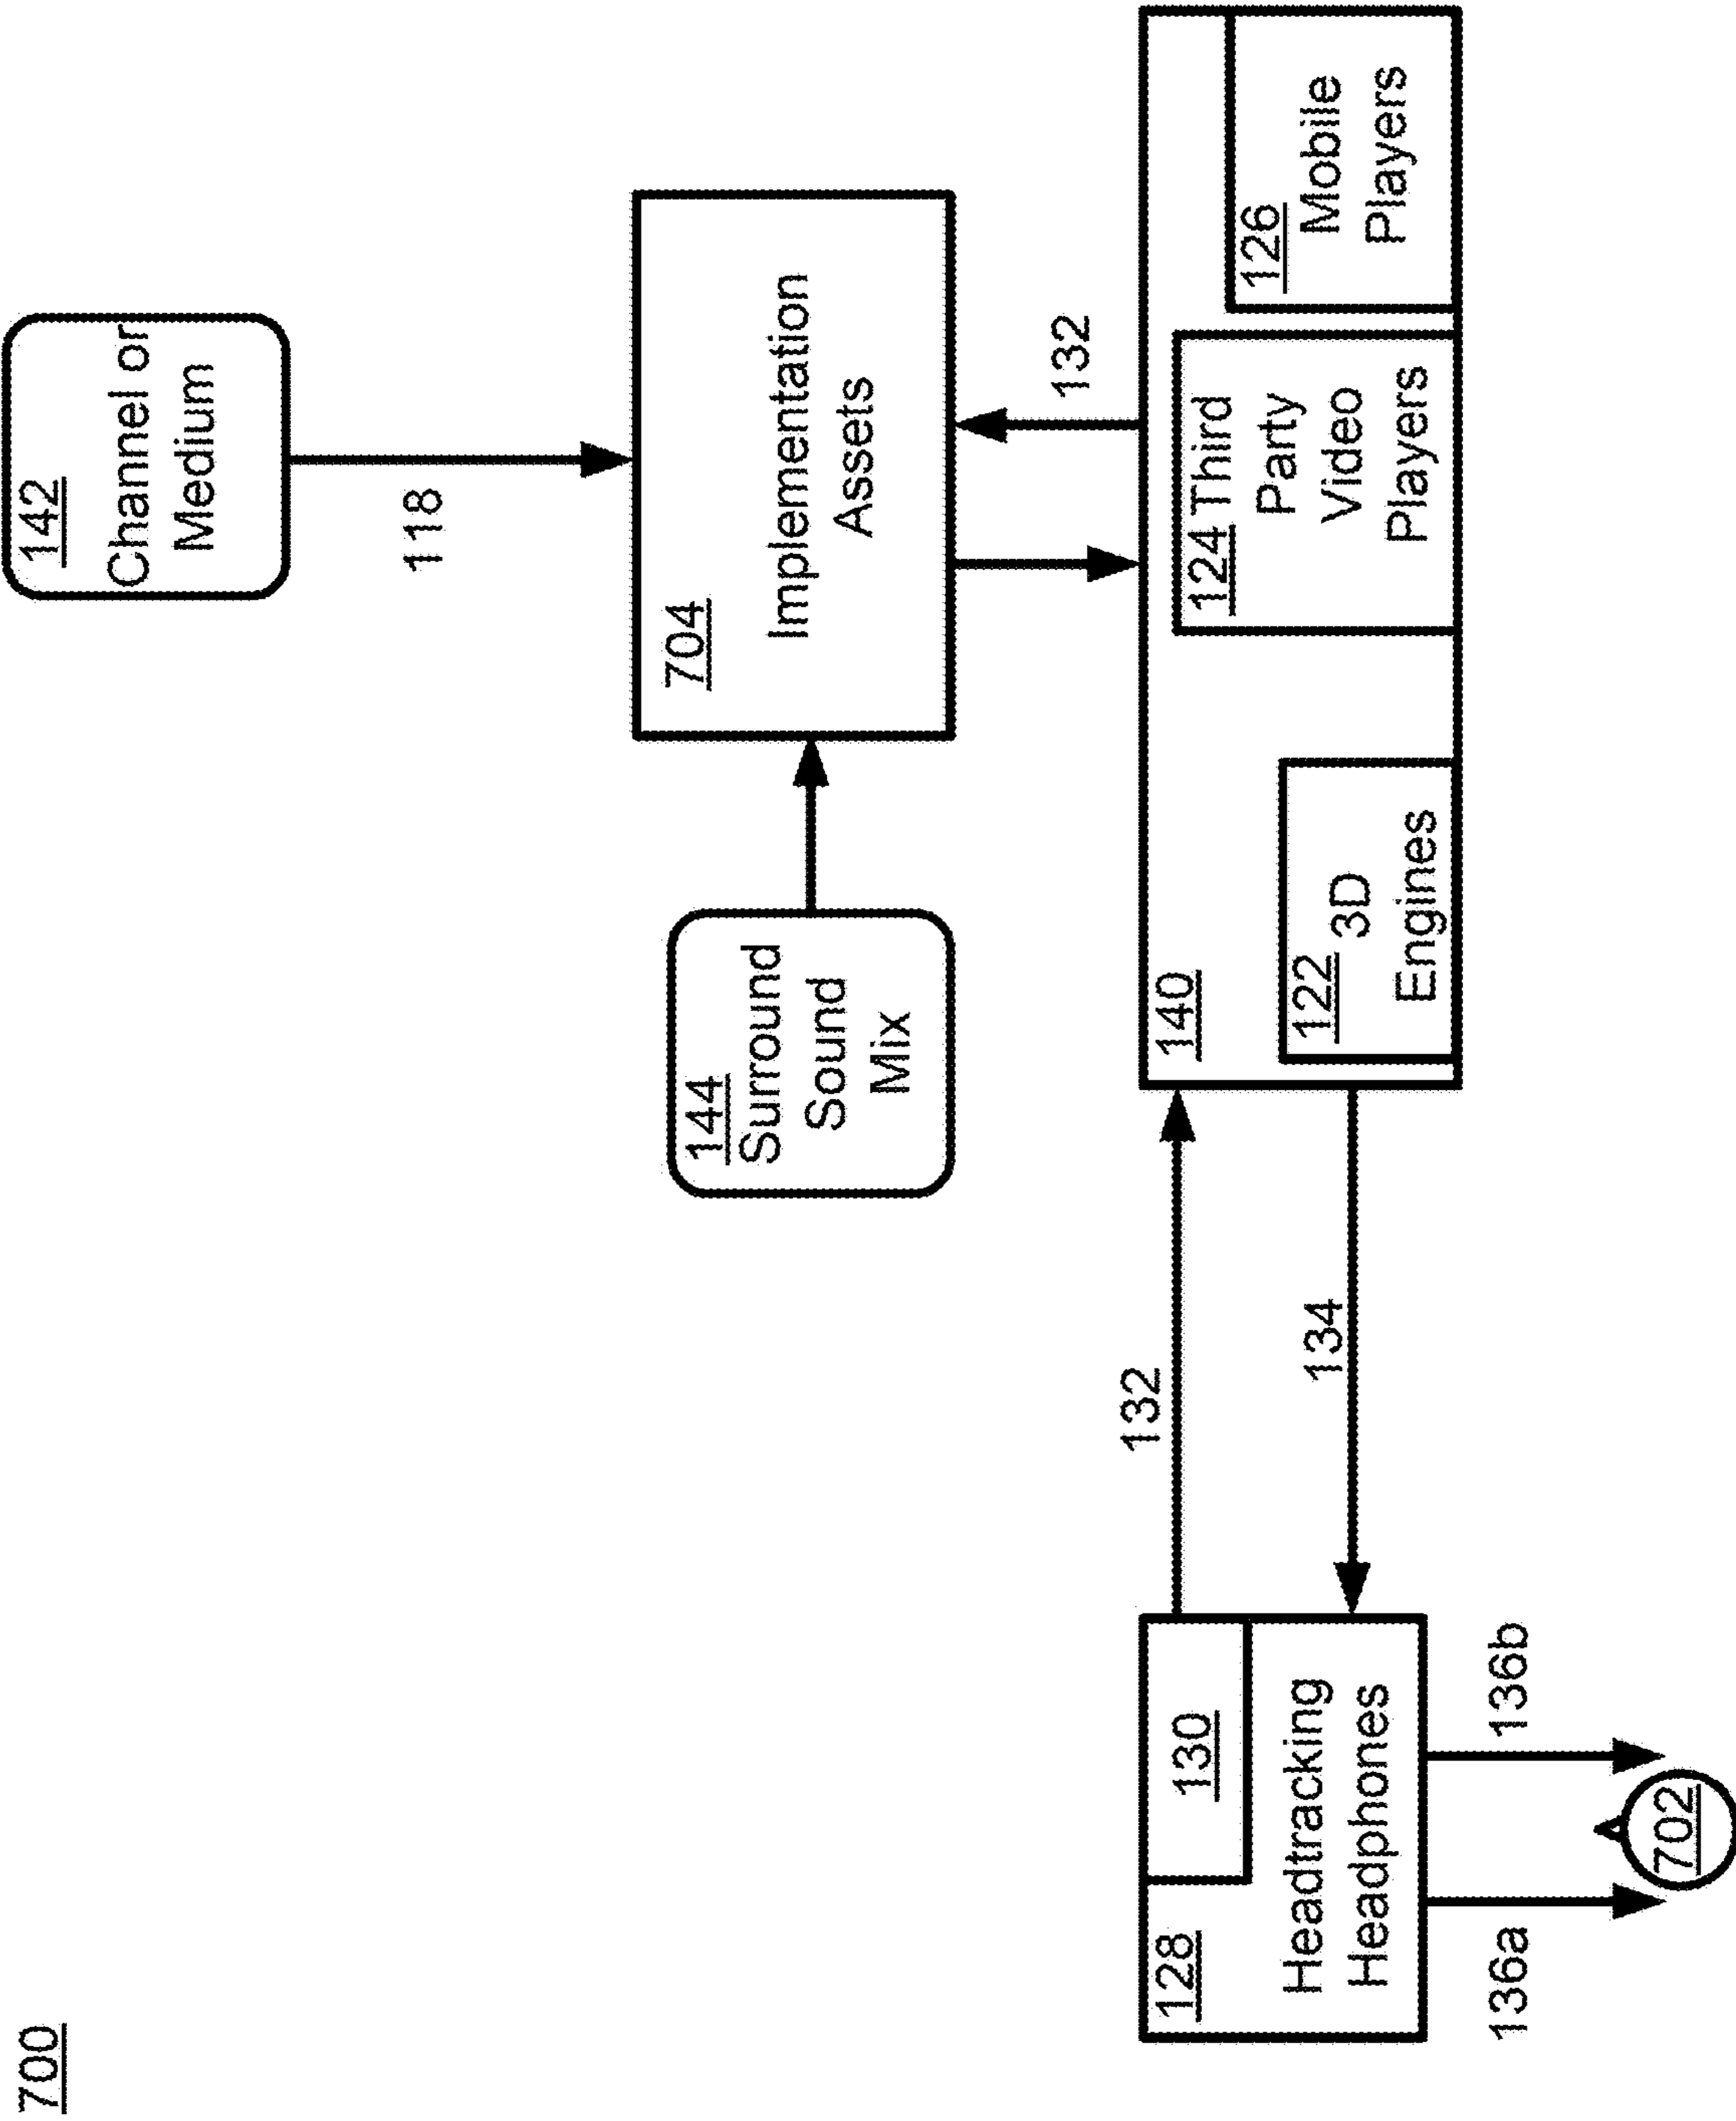 700
142
Channel or
Medium
118
144
Surround
Sound
Mix
704
Implementation
Assets
132
128
130
Headtracking
Headphones
132
134
140
122
3D
Engines
124 Third
Party
Video
Players
126
Mobile
Players
136a
136b
702